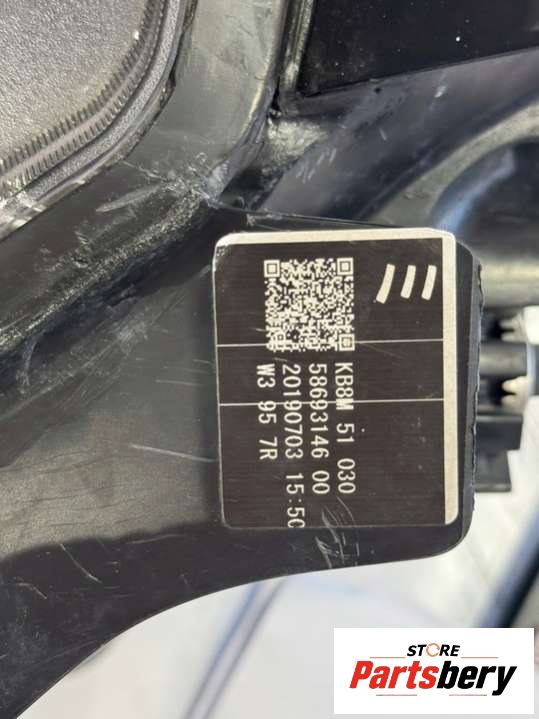 KB8M 51 030
58693146 00
20190703 15:50
W3 95 7R
STORE
Partsbery